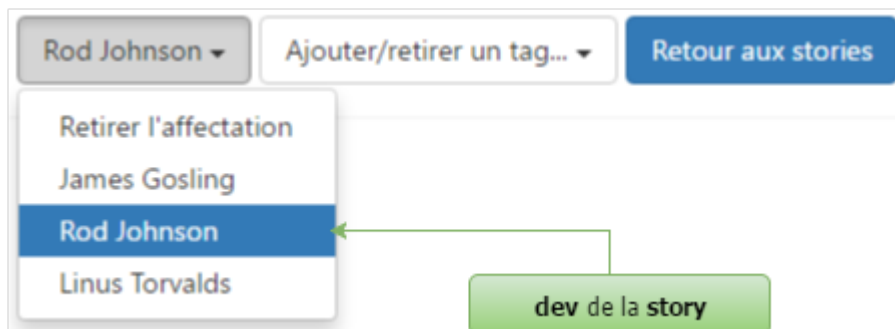 Rod Johnson
Ajouter/retirer un tag...
Retour aux stories
Retirer l'affectation
James Gosling
Rod Johnson
Linus Torvalds
dev de la story